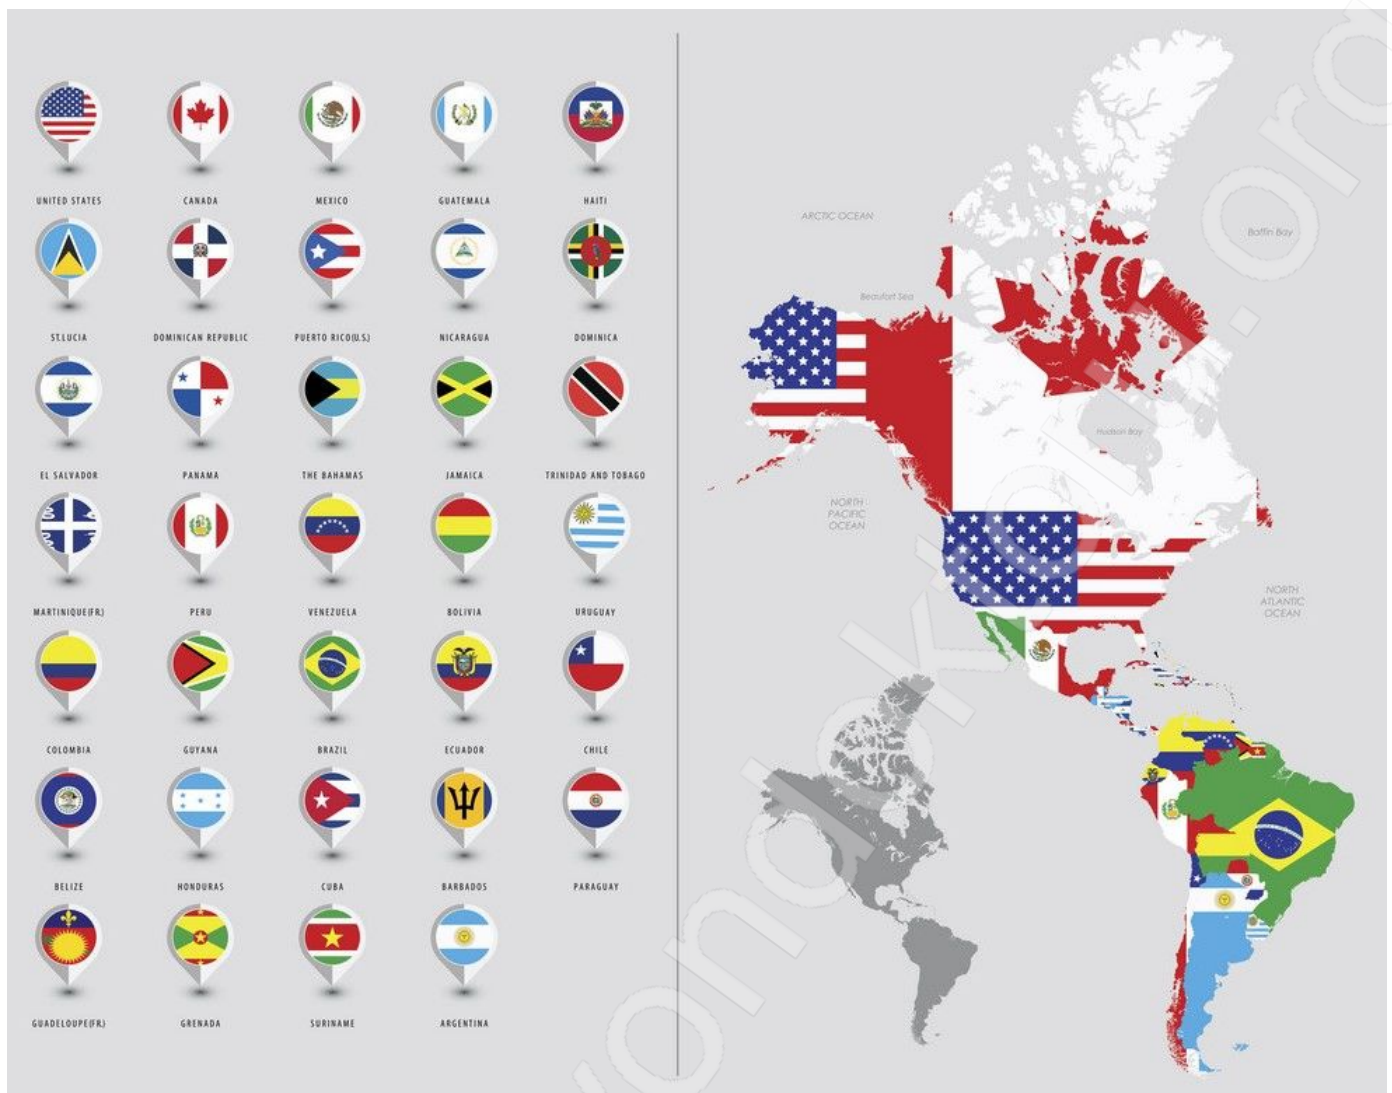 UNITED STATES
CANADA
MEXICO
GUATEMALA
HAITI
ST.LUCIA
DOMINICAN REPUBLIC
PUERTO RICO(U.S)
NICARAGUA
DOMINICA
EL SALVADOR
PANAMA
THE BAHAMAS
JAMAICA
TRINIDAD AND TOBAGO
MARTINIQUE(FR.)
PERU
VENEZUELA
BOLIVIA
URUGUAY
COLOMBIA
GUYANA
BRAZIL
ECUADOR
CHILE
BELIZE
HONDURAS
CUBA
BARBADOS
PARAGUAY
GUADELOUPE(FR.)
GRENADA
SURINAME
ARGENTINA
ARCTIC OCEAN
Baffin Bay
Beaufort Sea
Hudson Bay
NORTH
PACIFIC
OCEAN
NORTH
ATLANTIC
OCEAN